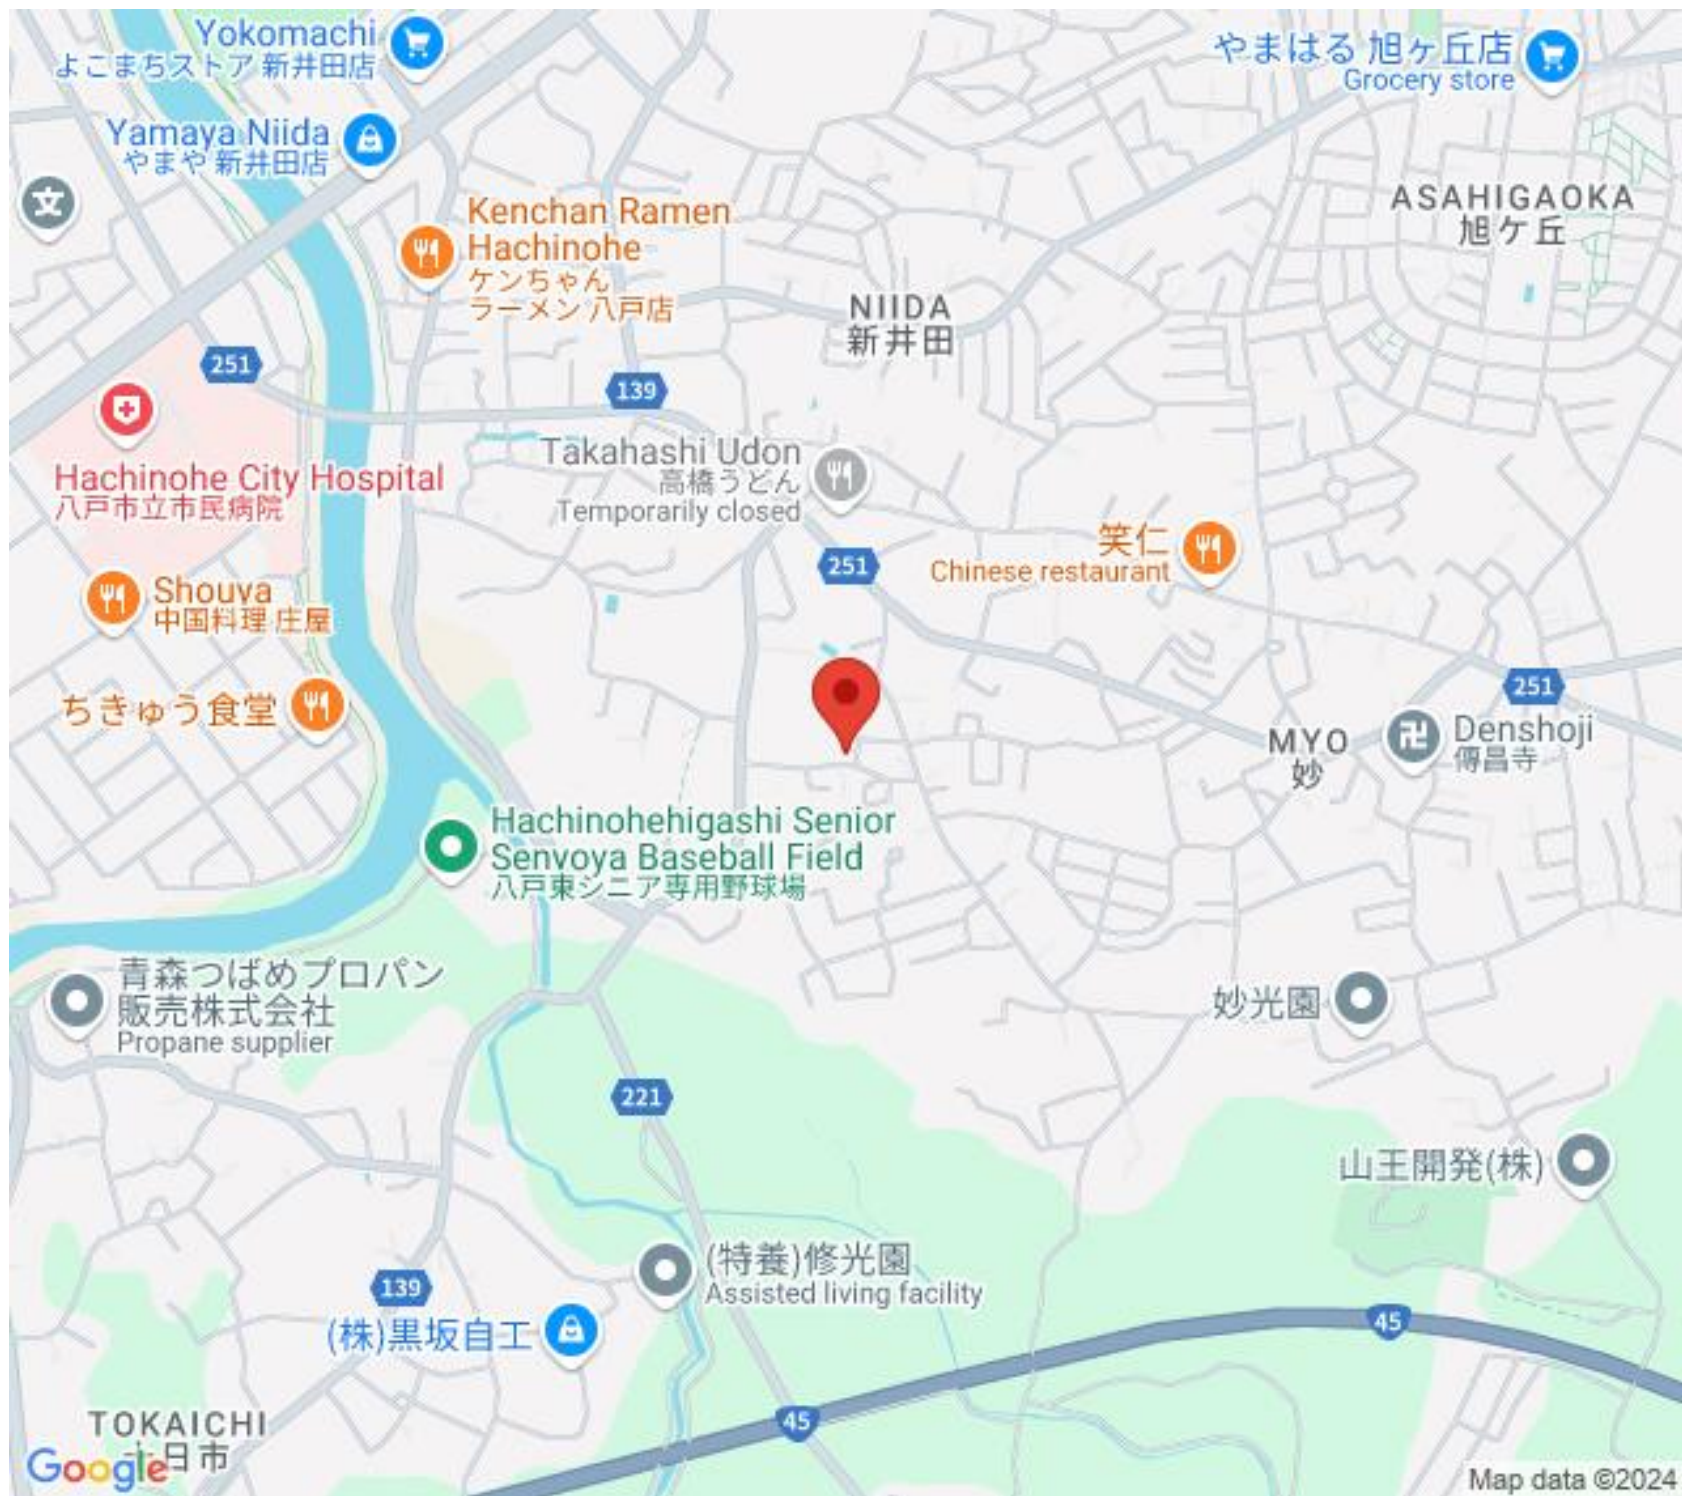 Yokomachi
よこまちストア 新井田店
やまはる 旭ヶ丘店
Grocery store
Yamaya Niida
やまや 新井田店
文
Kenchan Ramen
Hachinohe
ケンちゃん
ラーメン 八戸店
ASAHIGAOKA
旭ケ丘
NIIDA
新井田
251
139
Hachinohe City Hospital
八戸市立市民病院
Takahashi Udon
高橋うどん
Temporarily closed
251
笑仁
Chinese restaurant
Shouya
中国料理 庄屋
ちきゅう食堂
251
MYO
妙
Denshoji
傳昌寺
Hachinohehigashi Senior
Senyoya Baseball Field
八戸東シニア専用野球場
青森つばめプロパン
販売株式会社
Propane supplier
妙光園
221
山王開発(株)
(特養)修光園
Assisted living facility
139
(株)黒坂自工
45
45
TOKAICHI
十日市
Google
Map data ©2024